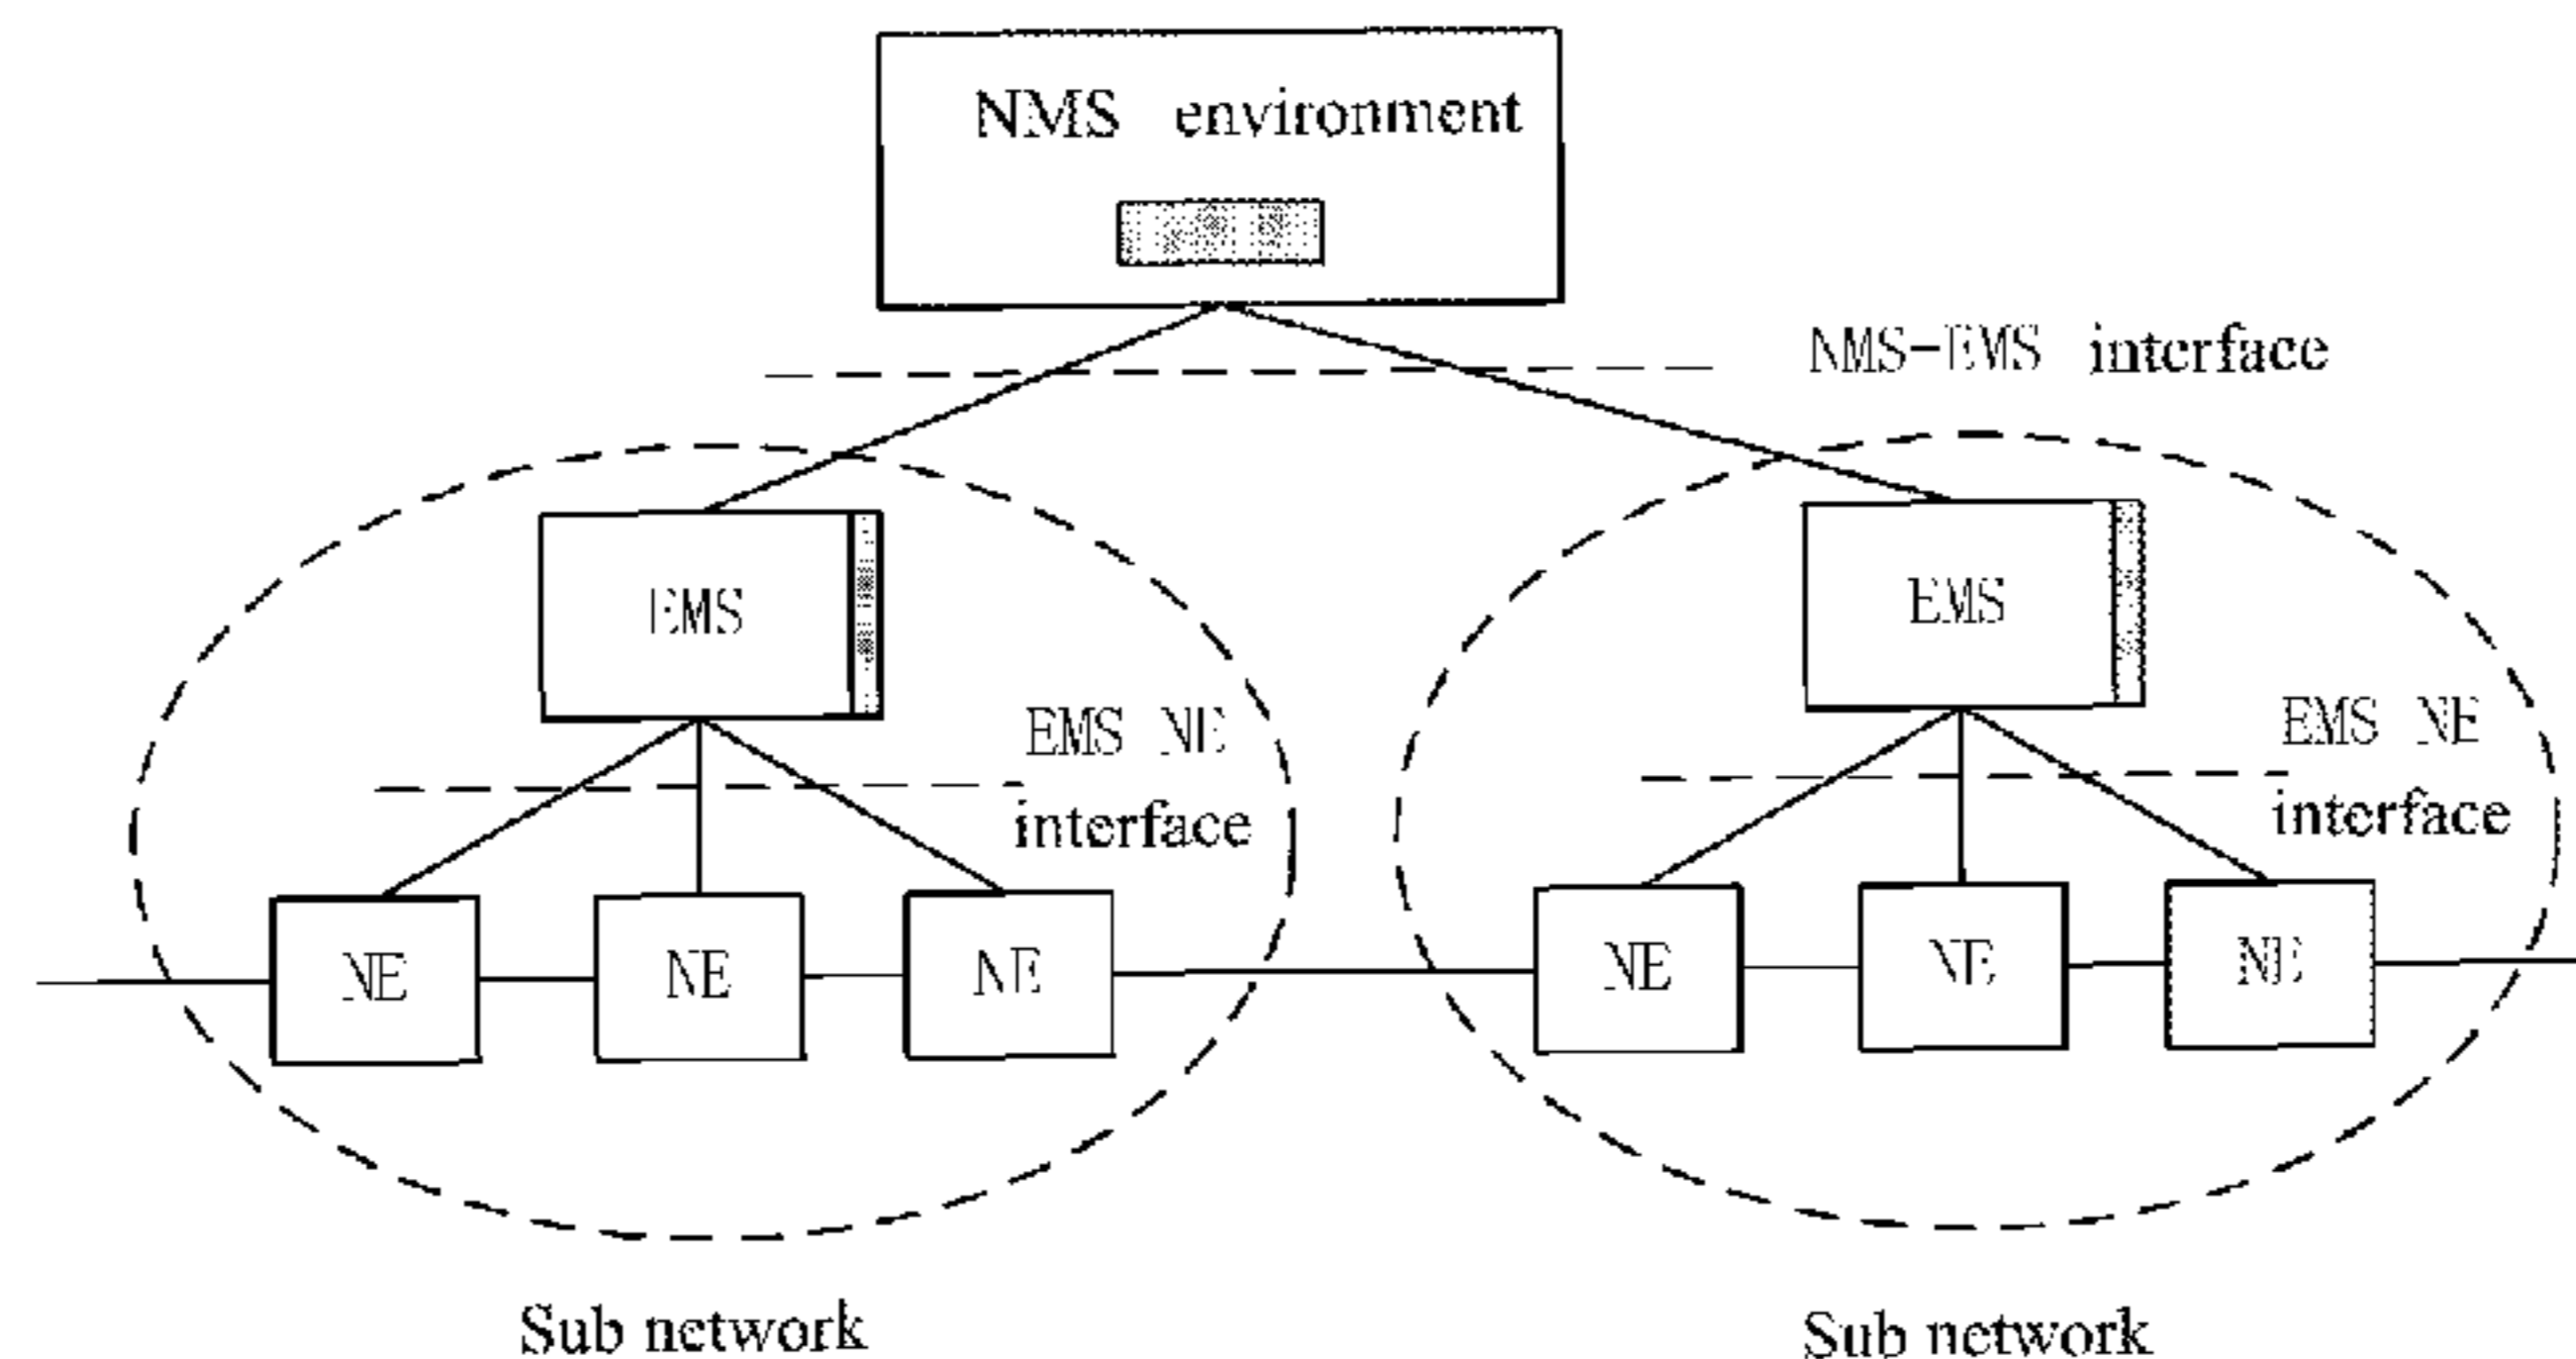 NMS environment
NMS-EMS interface
EMS
EMS
EMS NE
interface
EMS NE
interface
NE
NE
NE
NE
NE
NE
Sub network
Sub network